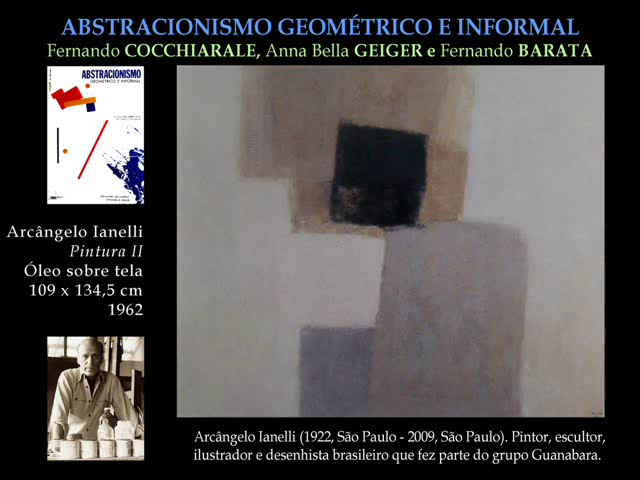 ABSTRACIONISMO GEOMÉTRICO E INFORMAL
Fernando COCCHIARALE, Anna Bella GEIGER e Fernando BARATA
ABSTRACIONISMO
GEOMÉTRICO E INFORMAL
Arcângelo Ianelli
Pintura II
Óleo sobre tela
109 x 134,5 cm
1962
Arcângelo Ianelli (1922, São Paulo - 2009, São Paulo). Pintor, escultor,
ilustrador e desenhista brasileiro que fez parte do grupo Guanabara.